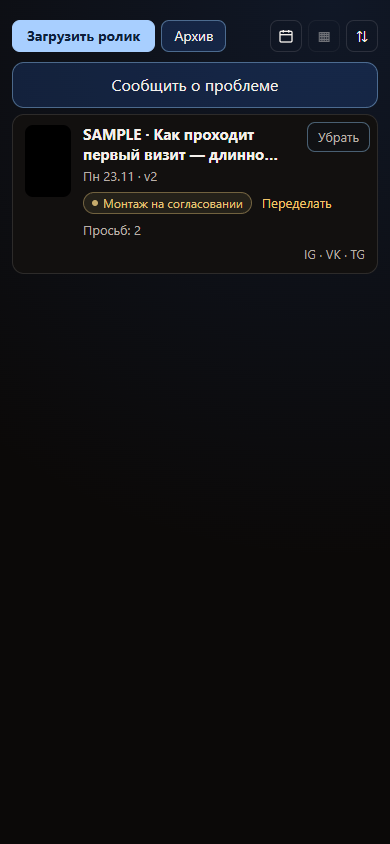 Загрузить ролик
Архив
Сообщить о проблеме
SAMPLE · Как проходит
первый визит — длинно...
Убрать
Пн 23.11 · v2
Монтаж на согласовании
Переделать
Просьб: 2
IG · VK · TG